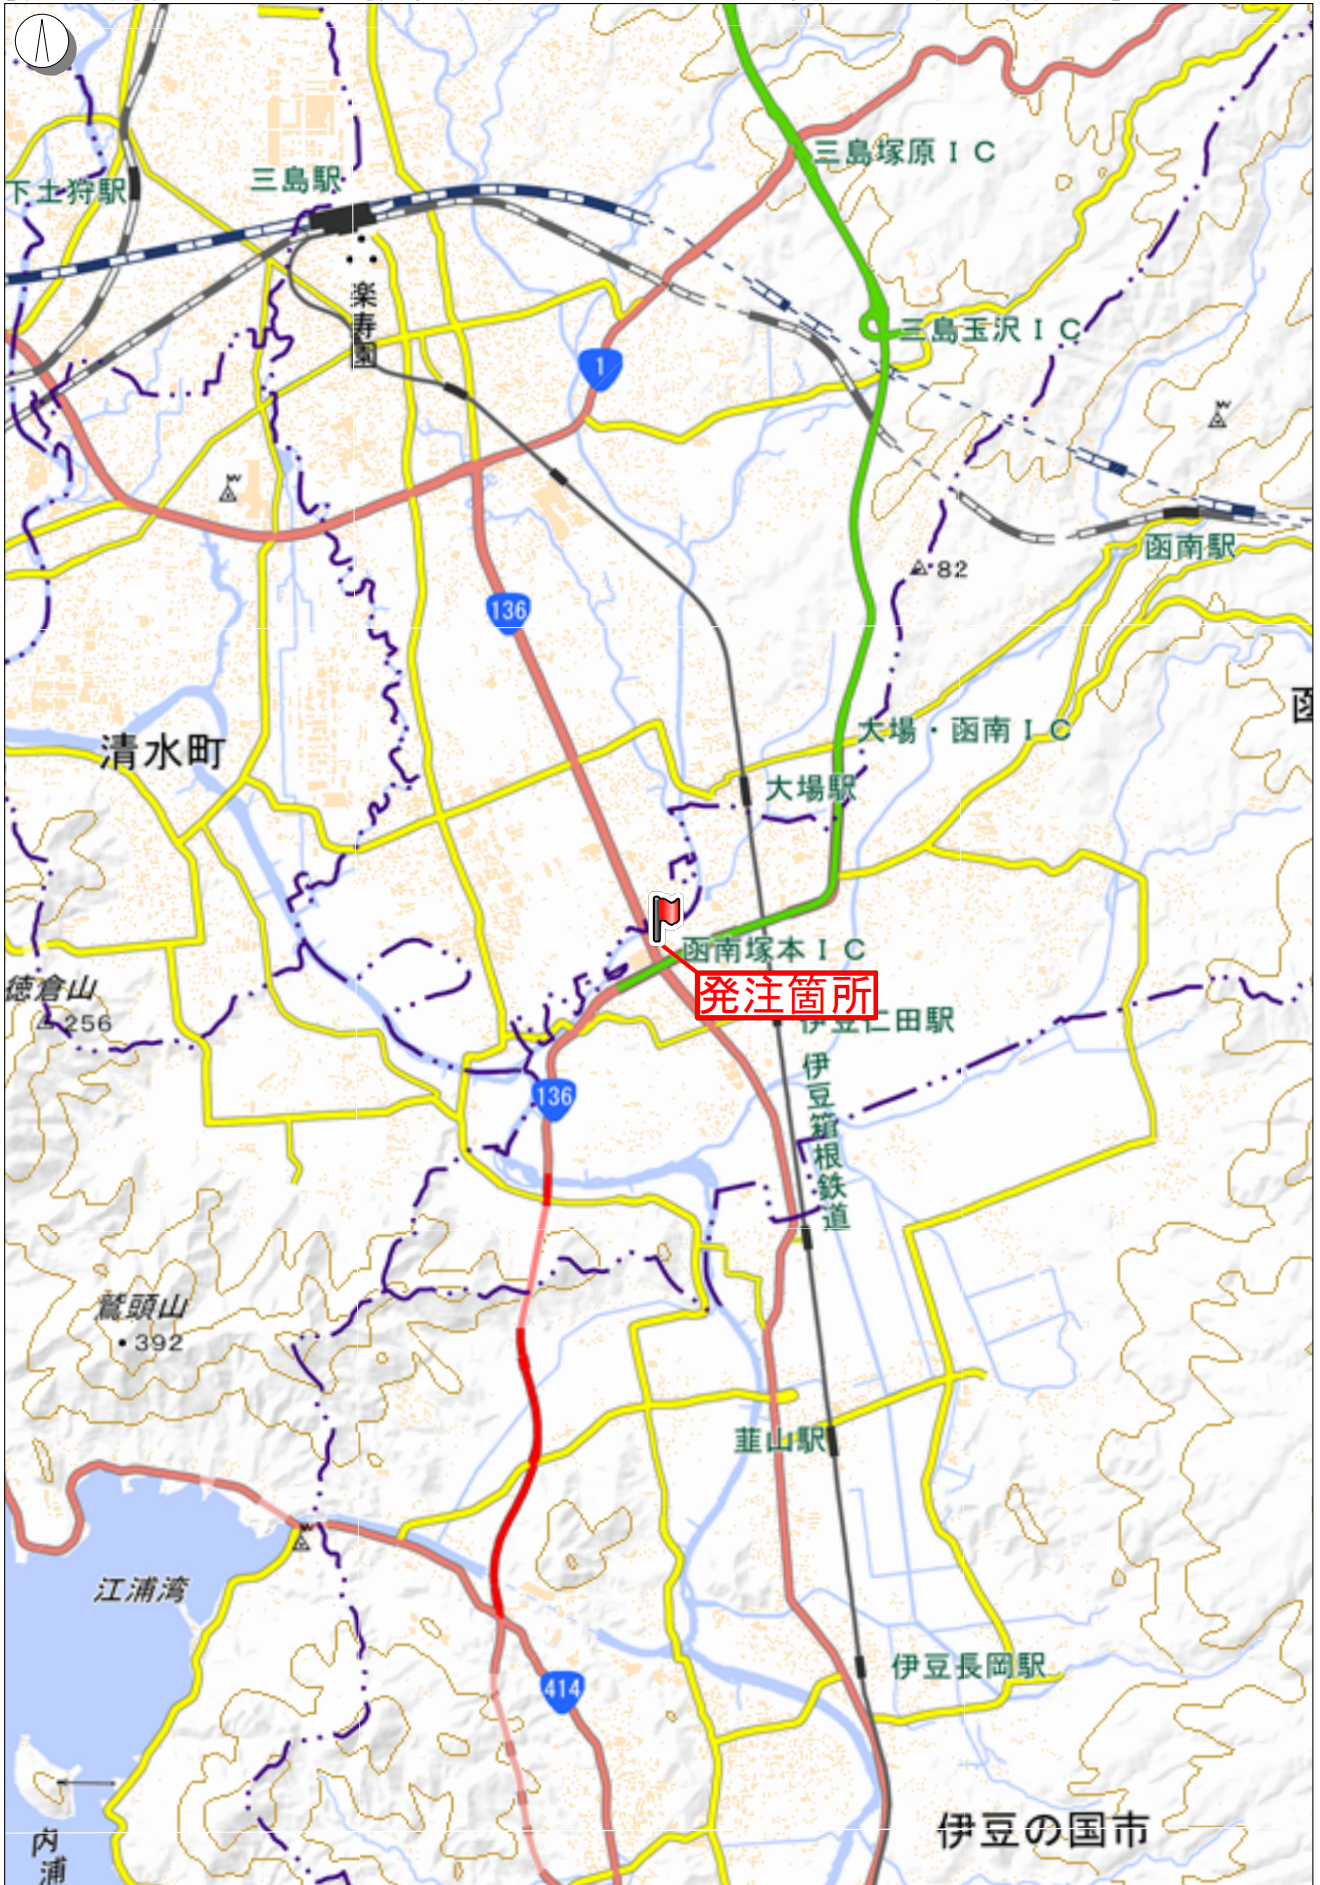 三島塚原ＩＣ
三島駅
下土狩駅
楽寿園
三島玉沢ＩＣ
1
函南駅
82
136
函
大場・函南ＩＣ
清水町
大場駅
函南塚本ＩＣ
徳倉山
256
発注箇所
伊豆仁田駅
伊豆箱根鉄道
136
鷲頭山
392
韮山駅
江浦湾
伊豆長岡駅
414
伊豆の国市
内浦